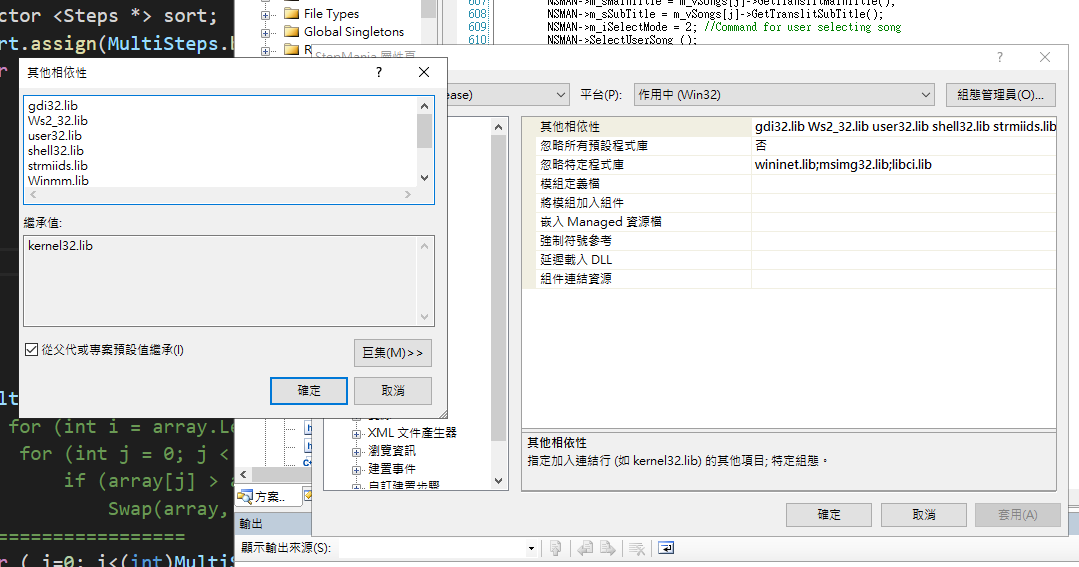 ctor <Steps *> sort;
rt.assign(MultiSteps.
File Types
Global Singletons
607
608
609
610
NSMAN->m_sMainTitle = m_vSongs[j]->GetTranslitMainTitle();
NSMAN->m_sSubTitle = m_vSongs[j]->GetTranslitSubTitle();
NSMAN->m_iSelectMode = 2; //Command for user selecting song
NSMAN->SelectUserSong ();
StepMania 屬性頁
?
其他相依性
?
gdi32.lib
Ws2_32.lib
user32.lib
shell32.lib
strmiids.lib
Winmm.lib
繼承值:
kernel32.lib
從父代或專案預設值繼承(I)
巨集(M)>>
確定
取消
ease)
平台(P):
作用中 (Win32)
組態管理員(O)...
其他相依性
gdi32.lib Ws2_32.lib user32.lib shell32.lib strmiids.lib
忽略所有預設程式庫
否
忽略特定程式庫
wininet.lib;msimg32.lib;libci.lib
模組定義檔
將模組加入組件
嵌入 Managed 資源檔
強制符號參考
延遲載入 DLL
組件連結資源
XML 文件產生器
瀏覽資訊
建置事件
自訂建置步驟
其他相依性
指定加入連結行 (如 kernel32.lib) 的其他項目; 特定組態。
確定
取消
套用(A)
for (int i = array.Le
for (int j = 0; j <
if (array[j] >
Swap(array,
=================
r ( j=0; i<(int)MultiS
方案..
輸出
顯示輸出來源(S):